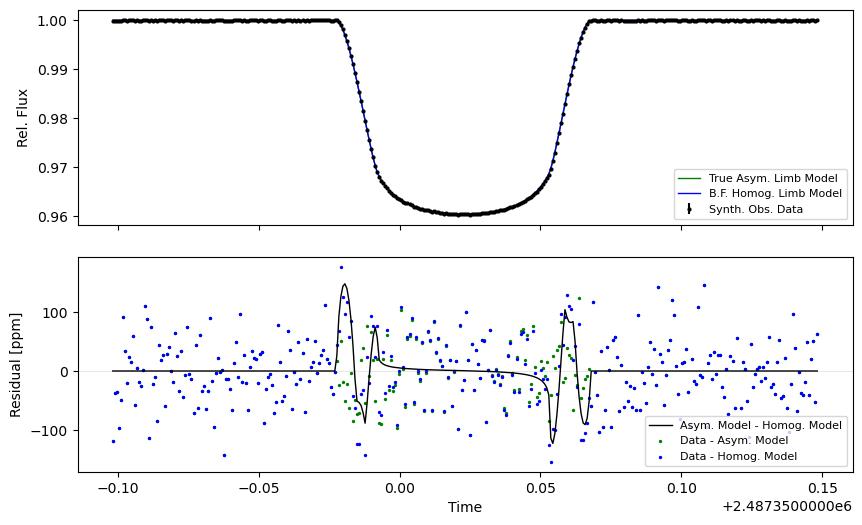 1.00
0.99
0.98
0.97
0.96
Rel. Flux
True Asym. Limb Model
B.F. Homog. Limb Model
Synth. Obs. Data
100
0
−100
Residual [ppm]
Asym. Model - Homog. Model
Data - Asym. Model
Data - Homog. Model
−0.10
−0.05
0.00
0.05
0.10
0.15
Time
+2.4873500000e6